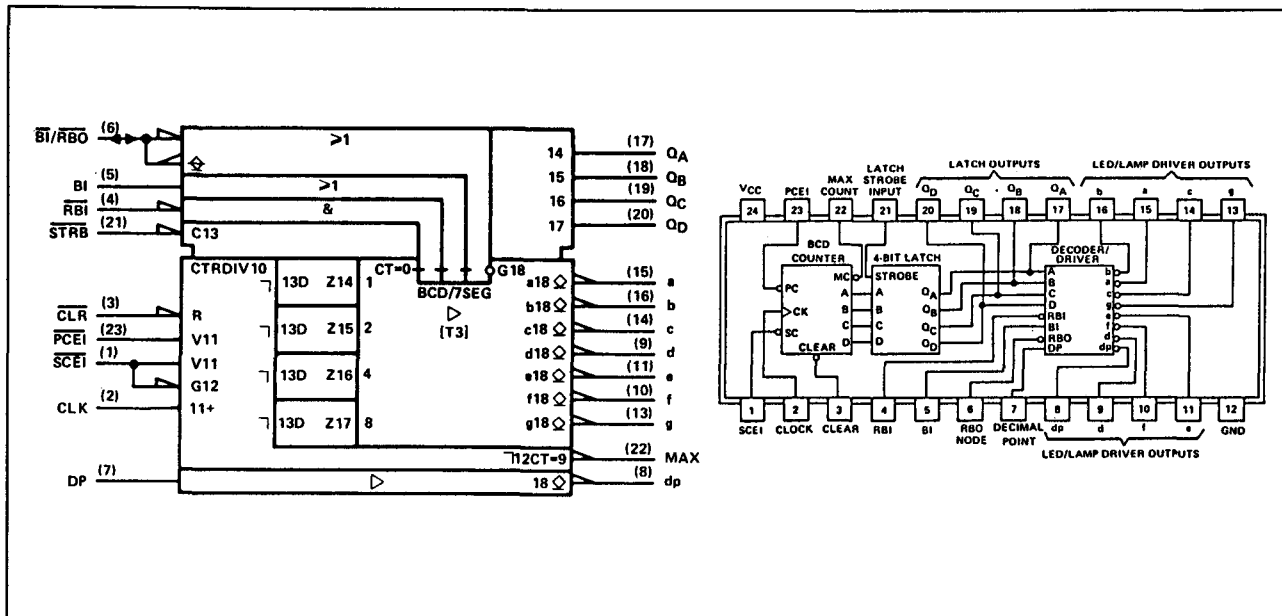 (6)
B̅I̅/R̅B̅O̅
≥1
(5)
BI
≥1
(4)
R̅B̅I̅
&
(21)
S̅T̅R̅B̅
C13
14
(17)
QA
15
(18)
QB
16
(19)
QC
17
(20)
QD
CTRDIV10
CT=0
G18
BCD/7SEG
[T3]
13D Z14 1
13D Z15 2
13D Z16 4
13D Z17 8
(3)
C̅L̅R̅
R
(23)
P̅C̅E̅I̅
V11
(1)
S̅C̅E̅I̅
V11
G12
(2)
CLK
11+
a18 (15) a
b18 (16) b
c18 (14) c
d18 (9) d
e18 (11) e
f18 (10) f
g18 (13) g
12CT=9 (22) MAX
DP (7)
18 (8) dp
LATCH OUTPUTS
LED/LAMP DRIVER OUTPUTS
VCC
PCEI
MAX COUNT
LATCH STROBE INPUT
QD QC QB QA
b a c g
24 23 22 21 20 19 18 17 16 15 14 13
BCD COUNTER
MC
PC
CK
SC
CLEAR
A
B
C
D
4-BIT LATCH
STROBE
A QA
B QB
C QC
D QD
DECODER/DRIVER
A b
B a
C c
D g
RBI e
BI f
RBO d
DP dp
1 2 3 4 5 6 7 8 9 10 11 12
SCEI
CLOCK
CLEAR
RBI
BI
RBO NODE
DECIMAL POINT
dp d f e
GND
LED/LAMP DRIVER OUTPUTS